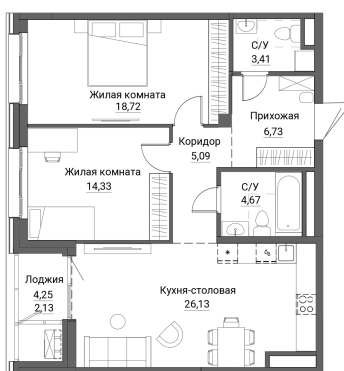 С/У
3,41
Жилая комната
18,72
Прихожая
6,73
Коридор
5,09
Жилая комната
14,33
С/У
4,67
Лоджия
4,25
2,13
Кухня-столовая
26,13